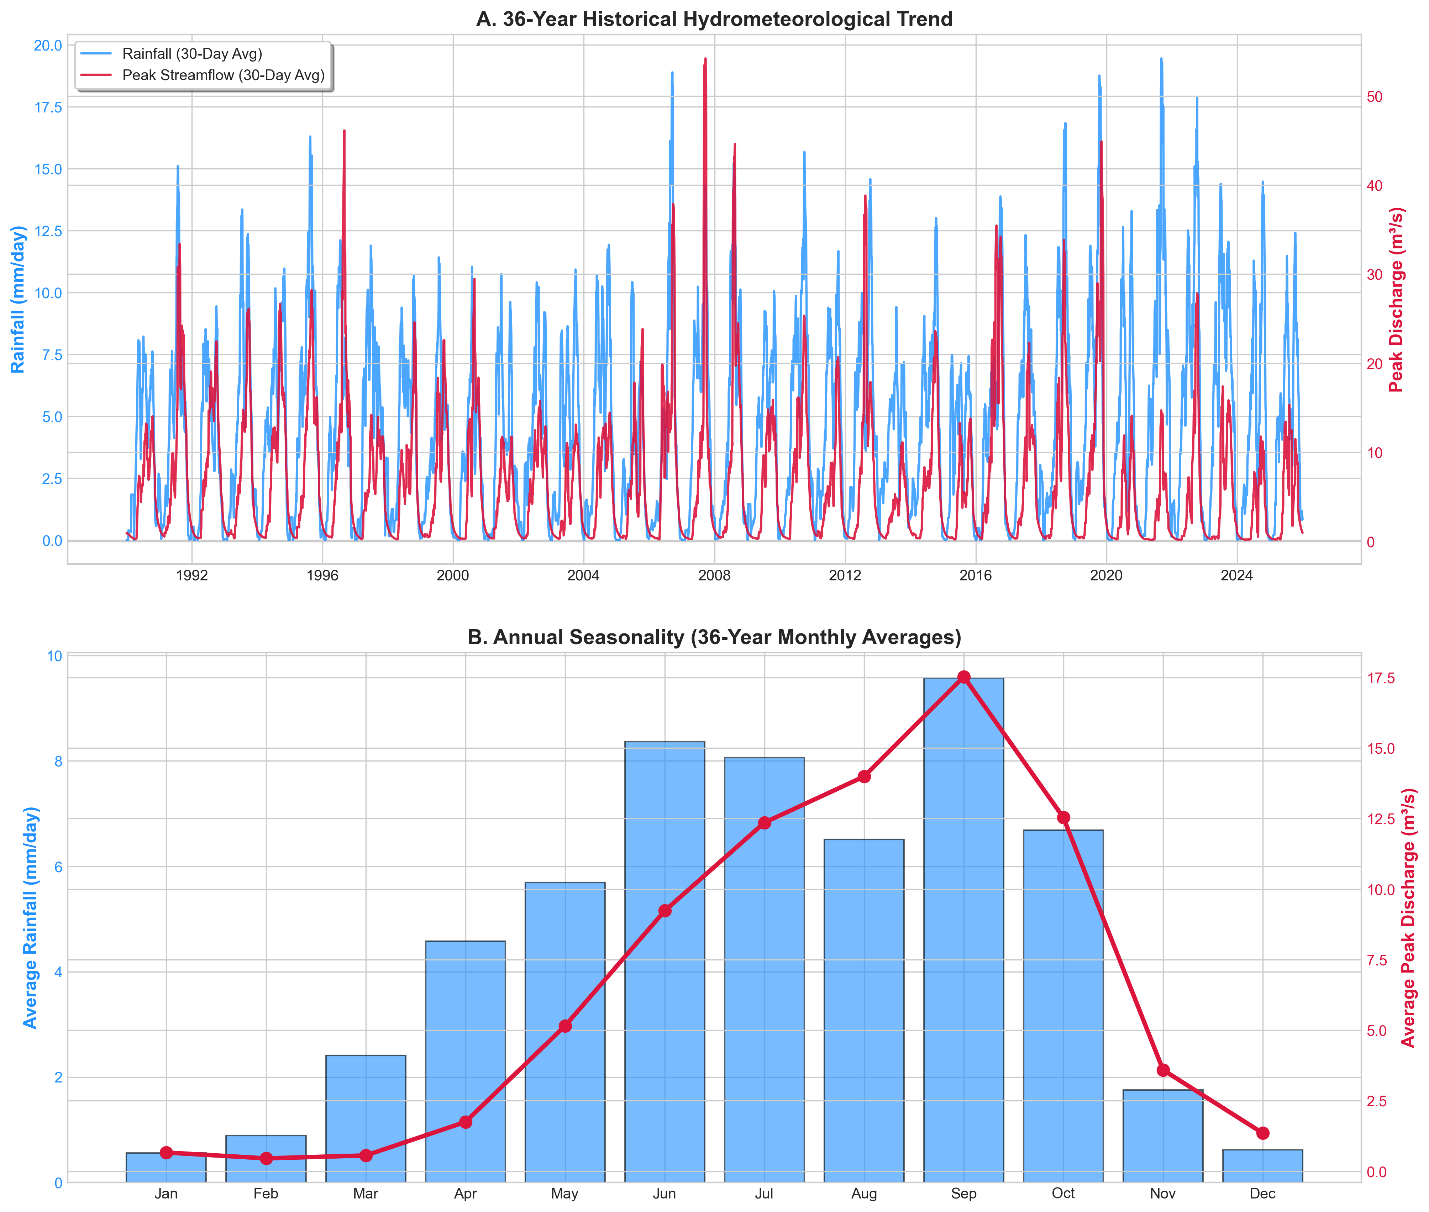 A. 36-Year Historical Hydrometeorological Trend
Rainfall (30-Day Avg)
Peak Streamflow (30-Day Avg)
Rainfall (mm/day)
20.0
17.5
15.0
12.5
10.0
7.5
5.0
2.5
0.0
Peak Discharge (m³/s)
50
40
30
20
10
0
1992 1996 2000 2004 2008 2012 2016 2020 2024
B. Annual Seasonality (36-Year Monthly Averages)
Average Rainfall (mm/day)
10
8
6
4
2
0
Average Peak Discharge (m³/s)
17.5
15.0
12.5
10.0
7.5
5.0
2.5
0.0
Jan Feb Mar Apr May Jun Jul Aug Sep Oct Nov Dec